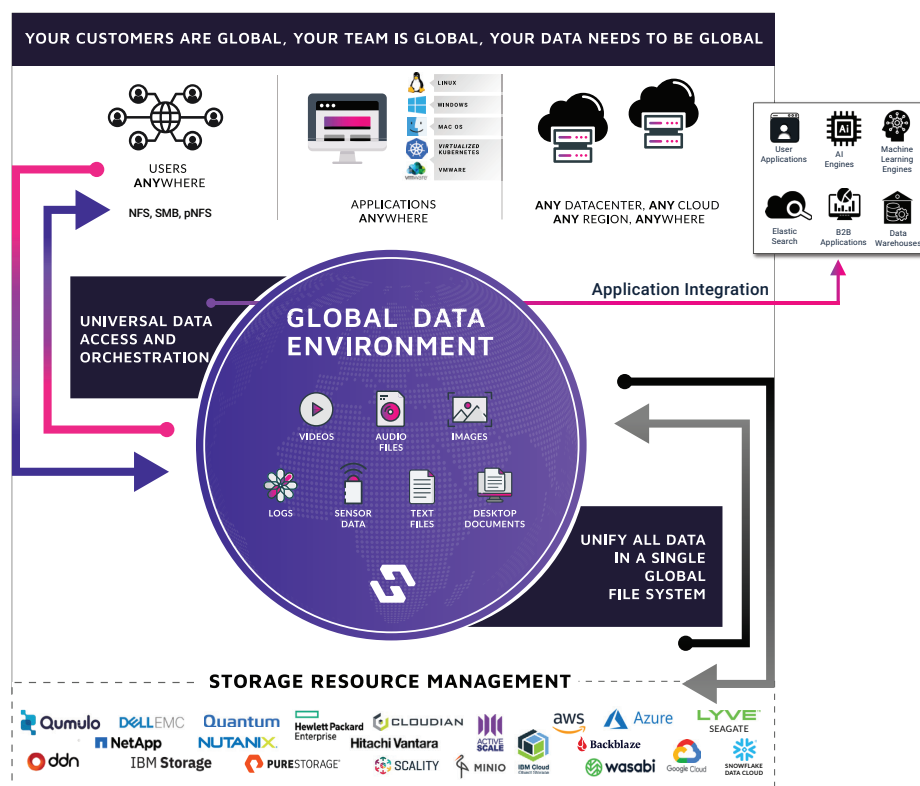 YOUR CUSTOMERS ARE GLOBAL, YOUR TEAM IS GLOBAL, YOUR DATA NEEDS TO BE GLOBAL
USERS
ANYWHERE
NFS, SMB, pNFS
LINUX
WINDOWS
MAC OS
VIRTUALIZED
KUBERNETES
VMWARE
vmware
APPLICATIONS
ANYWHERE
ANY DATACENTER, ANY CLOUD
ANY REGION, ANYWHERE
User
Applications
Ai
AI
Engines
Machine
Learning
Engines
Elastic
Search
B2B
Applications
Data
Warehouses
Application Integration
UNIVERSAL DATA
ACCESS AND
ORCHESTRATION
GLOBAL DATA
ENVIRONMENT
VIDEOS
AUDIO
FILES
IMAGES
LOGS
SENSOR
DATA
TEXT
FILES
DESKTOP
DOCUMENTS
UNIFY ALL DATA
IN A SINGLE
GLOBAL
FILE SYSTEM
STORAGE RESOURCE MANAGEMENT
Qumulo
DELLEMC
Quantum
Hewlett Packard
Enterprise
CLOUDIAN
ACTIVE
SCALE
aws
Azure
LYVE
SEAGATE
NetApp
NUTANIX
Hitachi Vantara
IBM Cloud
Object Storage
Backblaze
ddn
IBM Storage
PURESTORAGE
SCALITY
MINIO
wasabi
Google Cloud
SNOWFLAKE
DATA CLOUD